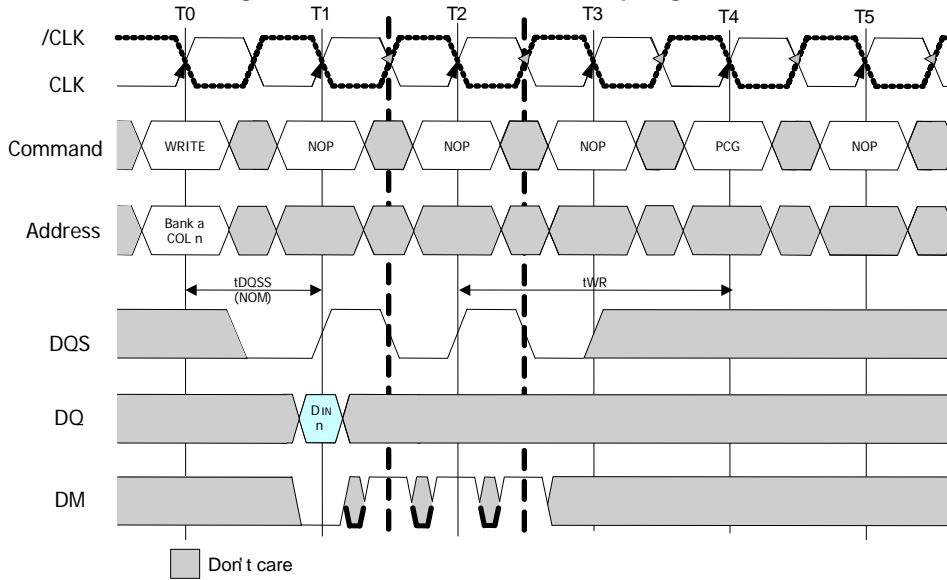 T0 T1 T2 T3 T4 T5
/CLK
CLK
Command WRITE NOP NOP NOP PCG NOP
Address Bank a
COL n
tDQSS
(NOM)
tWR
DQS
DQ DIN
n
DM
Don't care